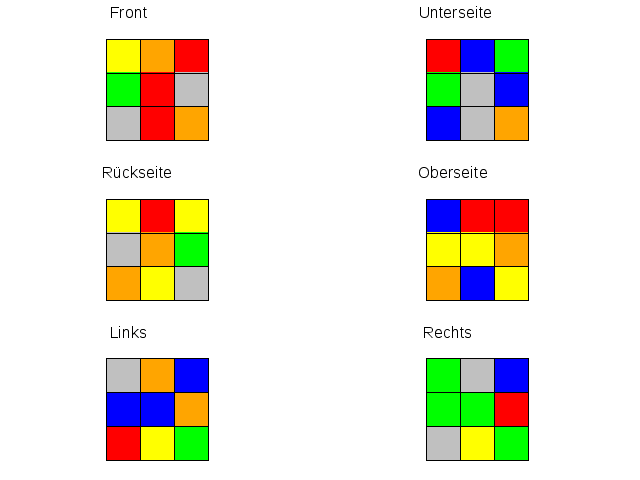 Front
Unterseite
Rückseite
Oberseite
Links
Rechts